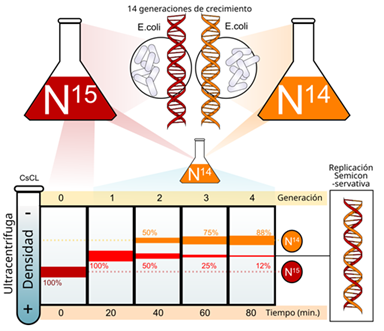 14 generaciones de crecimiento
E.coli
E.coli
N15
N14
N14
CsCL
0 1 2 3 4 Generación
Ultracentrífuga
- Densidad +
50% 75% 88% N14
100% 100% 50% 25% 12% N15
0 20 40 60 80 Tiempo (min.)
Replicación
Semicon
-servativa